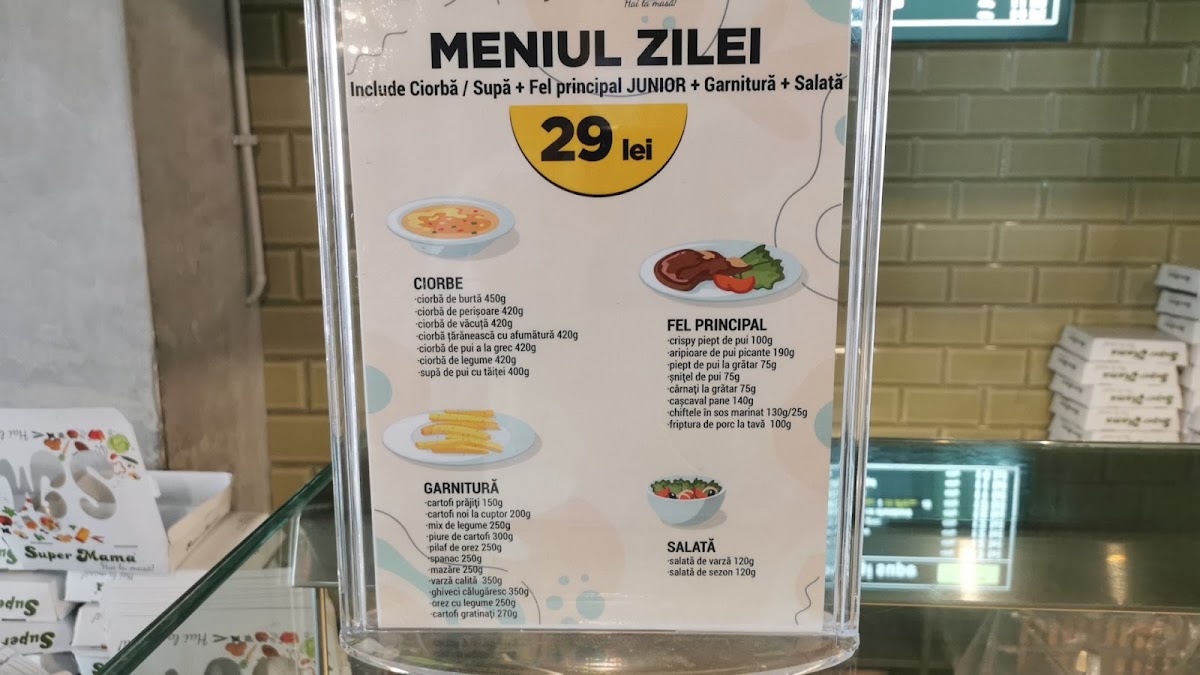 Hai la masă!
MENIUL ZILEI
Include Ciorbă / Supă + Fel principal JUNIOR + Garnitură + Salată
29 lei
CIORBE
·ciorbă de burtă 450g
·ciorbă de perișoare 420g
·ciorbă de văcuță 420g
·ciorbă țărănească cu afumătură 420g
·ciorbă de pui a la grec 420g
·ciorbă de legume 420g
·supă de pui cu tăiței 400g
FEL PRINCIPAL
·crispy piept de pui 100g
·aripioare de pui picante 190g
·piept de pui la grătar 75g
·șnițel de pui 75g
·cârnați la grătar 75g
·cașcaval pane 140g
·chiftele în sos marinat 130g/25g
·friptura de porc la tavă 100g
GARNITURĂ
·cartofi prăjiți 150g
·cartofi noi la cuptor 200g
·mix de legume 250g
·piure de cartofi 300g
·pilaf de orez 250g
·spanac 250g
·mazăre 250g
·varză calită 350g
·ghiveci călugăresc 350g
·orez cu legume 250g
·cartofi gratinați 270g
SALATĂ
·salată de varză 120g
·salată de sezon 120g
Super Mama
Hai la masă!
Super
Super